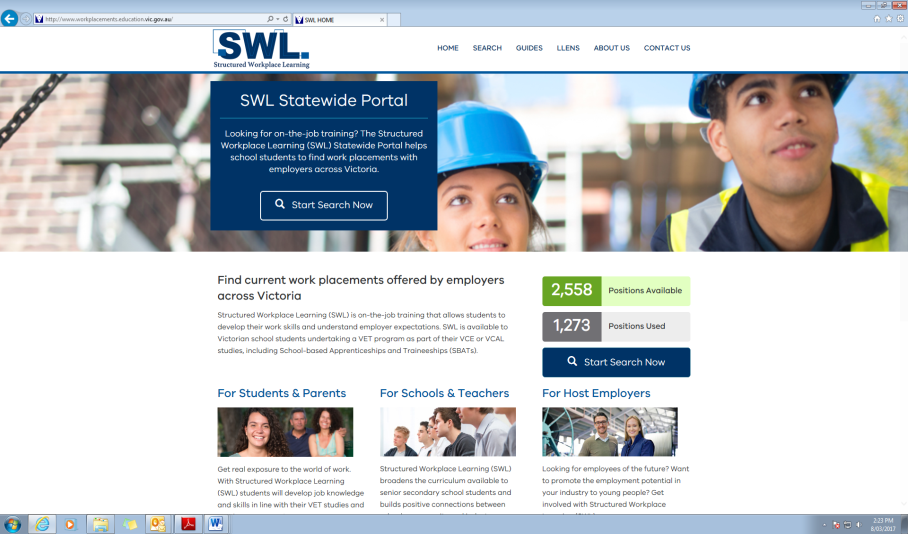 http://www.workplacements.education.vic.gov.au/
SWL HOME
SWL.
Structured Workplace Learning
HOME SEARCH GUIDES LLENS ABOUT US CONTACT US
SWL Statewide Portal
Looking for on-the-job training? The Structured
Workplace Learning (SWL) Statewide Portal helps
school students to find work placements with
employers across Victoria.
Start Search Now
Find current work placements offered by employers
across Victoria
Structured Workplace Learning (SWL) is on-the-job training that allows students to
develop their work skills and understand employer expectations. SWL is available to
Victorian school students undertaking a VET program as part of their VCE or VCAL
studies, including School-based Apprenticeships and Traineeships (SBATs).
2,558 Positions Available
1,273 Positions Used
Start Search Now
For Students & Parents
Get real exposure to the world of work.
With Structured Workplace Learning
(SWL) students will develop job knowledge
and skills in line with their VET studies and
For Schools & Teachers
Structured Workplace Learning (SWL)
broadens the curriculum available to
senior secondary school students and
builds positive connections between
For Host Employers
Looking for employees of the future? Want
to promote the employment potential in
your industry to young people? Get
involved with Structured Workplace
2:23 PM
8/03/2017